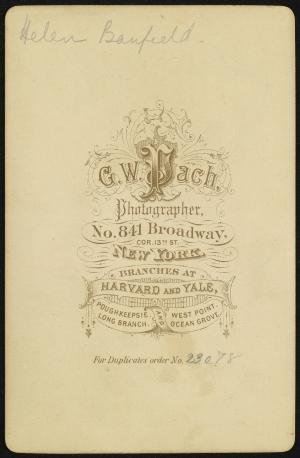 Helen Banfield.
G.W. Pach,
Photographer,
No. 841 Broadway,
COR. 13TH ST.
NEW YORK.
BRANCHES AT
HARVARD AND YALE,
POUGHKEEPSIE, LONG BRANCH. AND WEST POINT. OCEAN GROVE.
For Duplicates order No. 23078